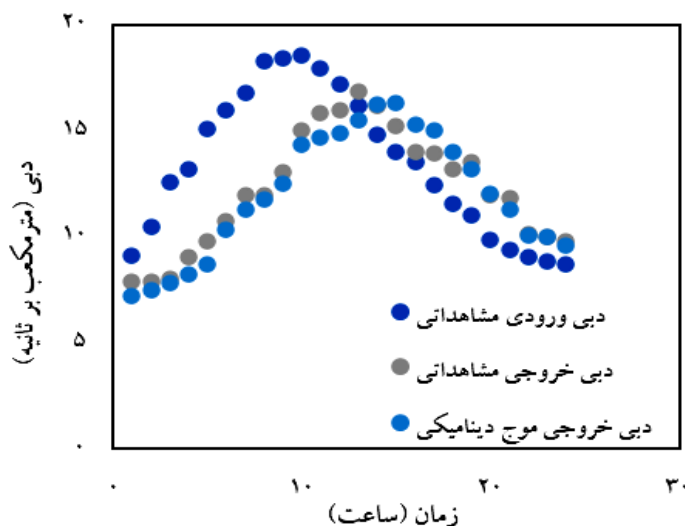 ۲۰
۱۵
۱۰
۵
۰
دبی (مترمکعب بر ثانیه)
دبی ورودی مشاهداتی
دبی خروجی مشاهداتی
دبی خروجی موج دینامیکی
۰
۱۰
۲۰
۳۰
زمان (ساعت)